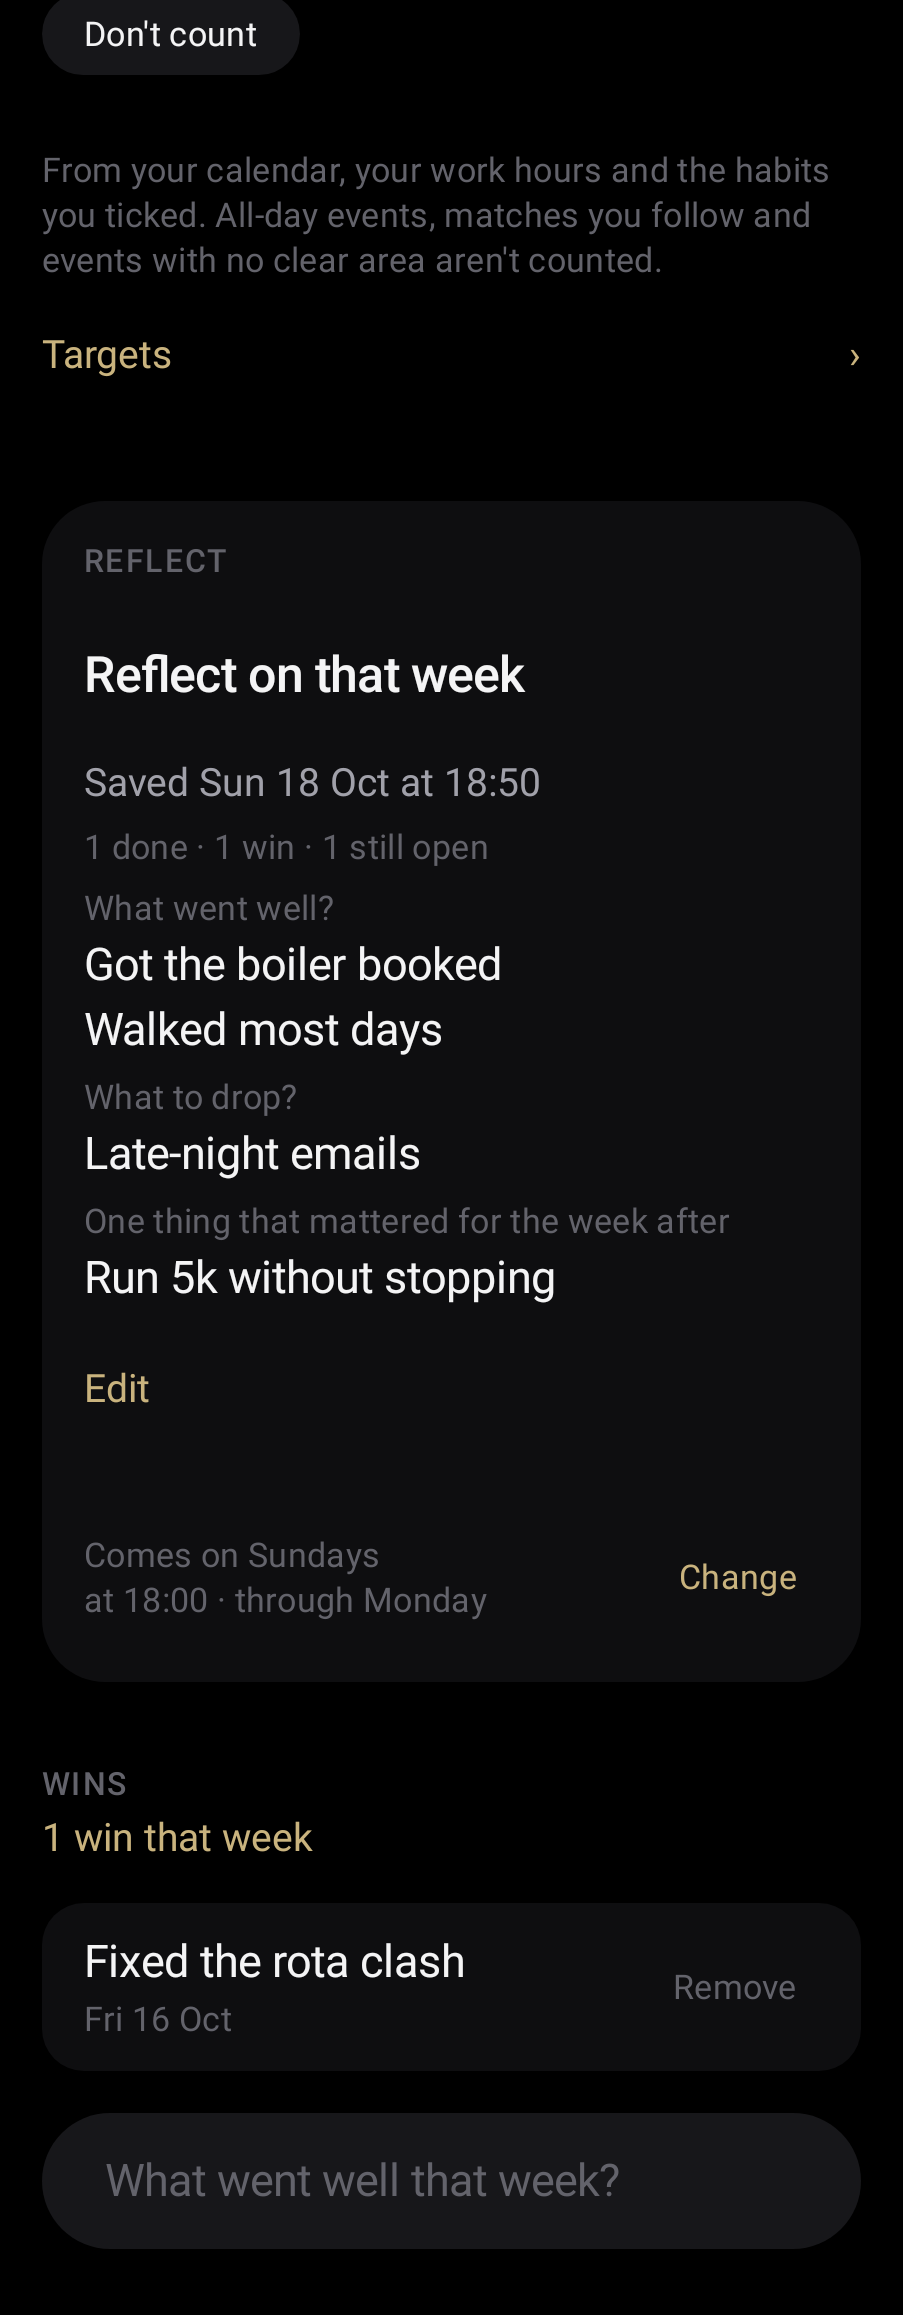 Don't count
From your calendar, your work hours and the habits
you ticked. All-day events, matches you follow and
events with no clear area aren't counted.
Targets ›
REFLECT
Reflect on that week
Saved Sun 18 Oct at 18:50
1 done · 1 win · 1 still open
What went well?
Got the boiler booked
Walked most days
What to drop?
Late-night emails
One thing that mattered for the week after
Run 5k without stopping
Edit
Comes on Sundays
at 18:00 · through Monday
Change
WINS
1 win that week
Fixed the rota clash
Fri 16 Oct
Remove
What went well that week?